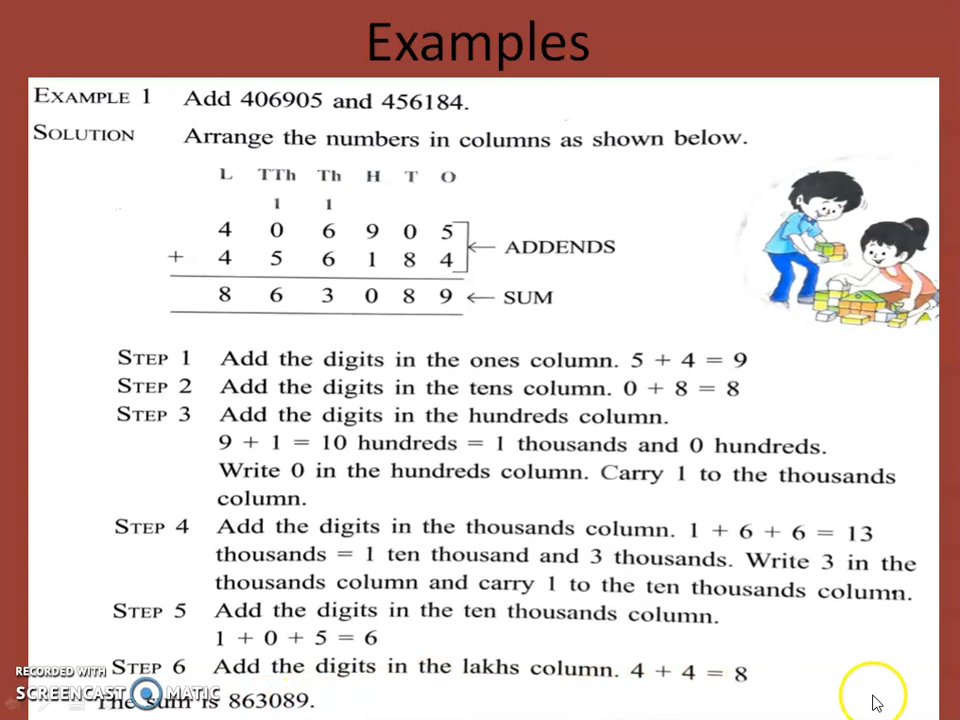 Examples
EXAMPLE 1 Add 406905 and 456184.
SOLUTION Arrange the numbers in columns as shown below.
L TTh Th H T O
1 1
4 0 6 9 0 5
+ 4 5 6 1 8 4
← ADDENDS
8 6 3 0 8 9 ← SUM
STEP 1 Add the digits in the ones column. 5 + 4 = 9
STEP 2 Add the digits in the tens column. 0 + 8 = 8
STEP 3 Add the digits in the hundreds column.
9 + 1 = 10 hundreds = 1 thousands and 0 hundreds.
Write 0 in the hundreds column. Carry 1 to the thousands
column.
STEP 4 Add the digits in the thousands column. 1 + 6 + 6 = 13
thousands = 1 ten thousand and 3 thousands. Write 3 in the
thousands column and carry 1 to the ten thousands column.
STEP 5 Add the digits in the ten thousands column.
1 + 0 + 5 = 6
STEP 6 Add the digits in the lakhs column. 4 + 4 = 8
The sum is 863089.
RECORDED WITH
SCREENCAST MATIC